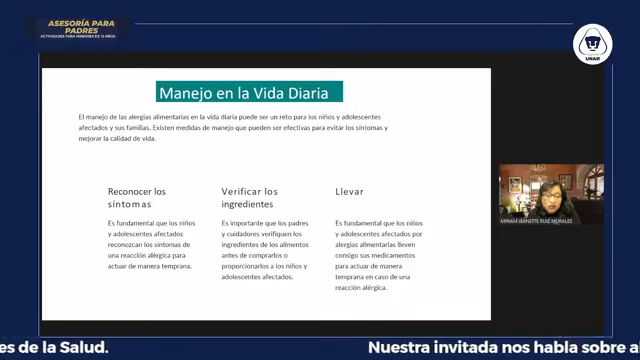 ASESORÍA PARA
PADRES
ACTIVIDADES PARA MENORES DE 15 AÑOS
UNAM
Manejo en la Vida Diaria
El manejo de las alergias alimentarias en la vida diaria puede ser un reto para los niños y adolescentes
afectados y sus familias. Existen medidas de manejo que pueden ser efectivas para evitar los síntomas y
mejorar la calidad de vida.
Reconocer los
síntomas
Es fundamental que los niños
y adolescentes afectados
reconozcan los síntomas de
una reacción alérgica para
actuar de manera temprana.
Verificar los
ingredientes
Es importante que los padres
y cuidadores verifiquen los
ingredientes de los alimentos
antes de comprarlos o
proporcionarlos a los niños y
adolescentes afectados.
Llevar
Es fundamental que los niños
y adolescentes afectados por
alergias alimentarias lleven
consigo sus medicamentos
para actuar de manera
temprana en caso de una
reacción alérgica.
MIRIAM JEANETTE RUIZ MORALES
es de la Salud.
Nuestra invitada nos habla sobre a